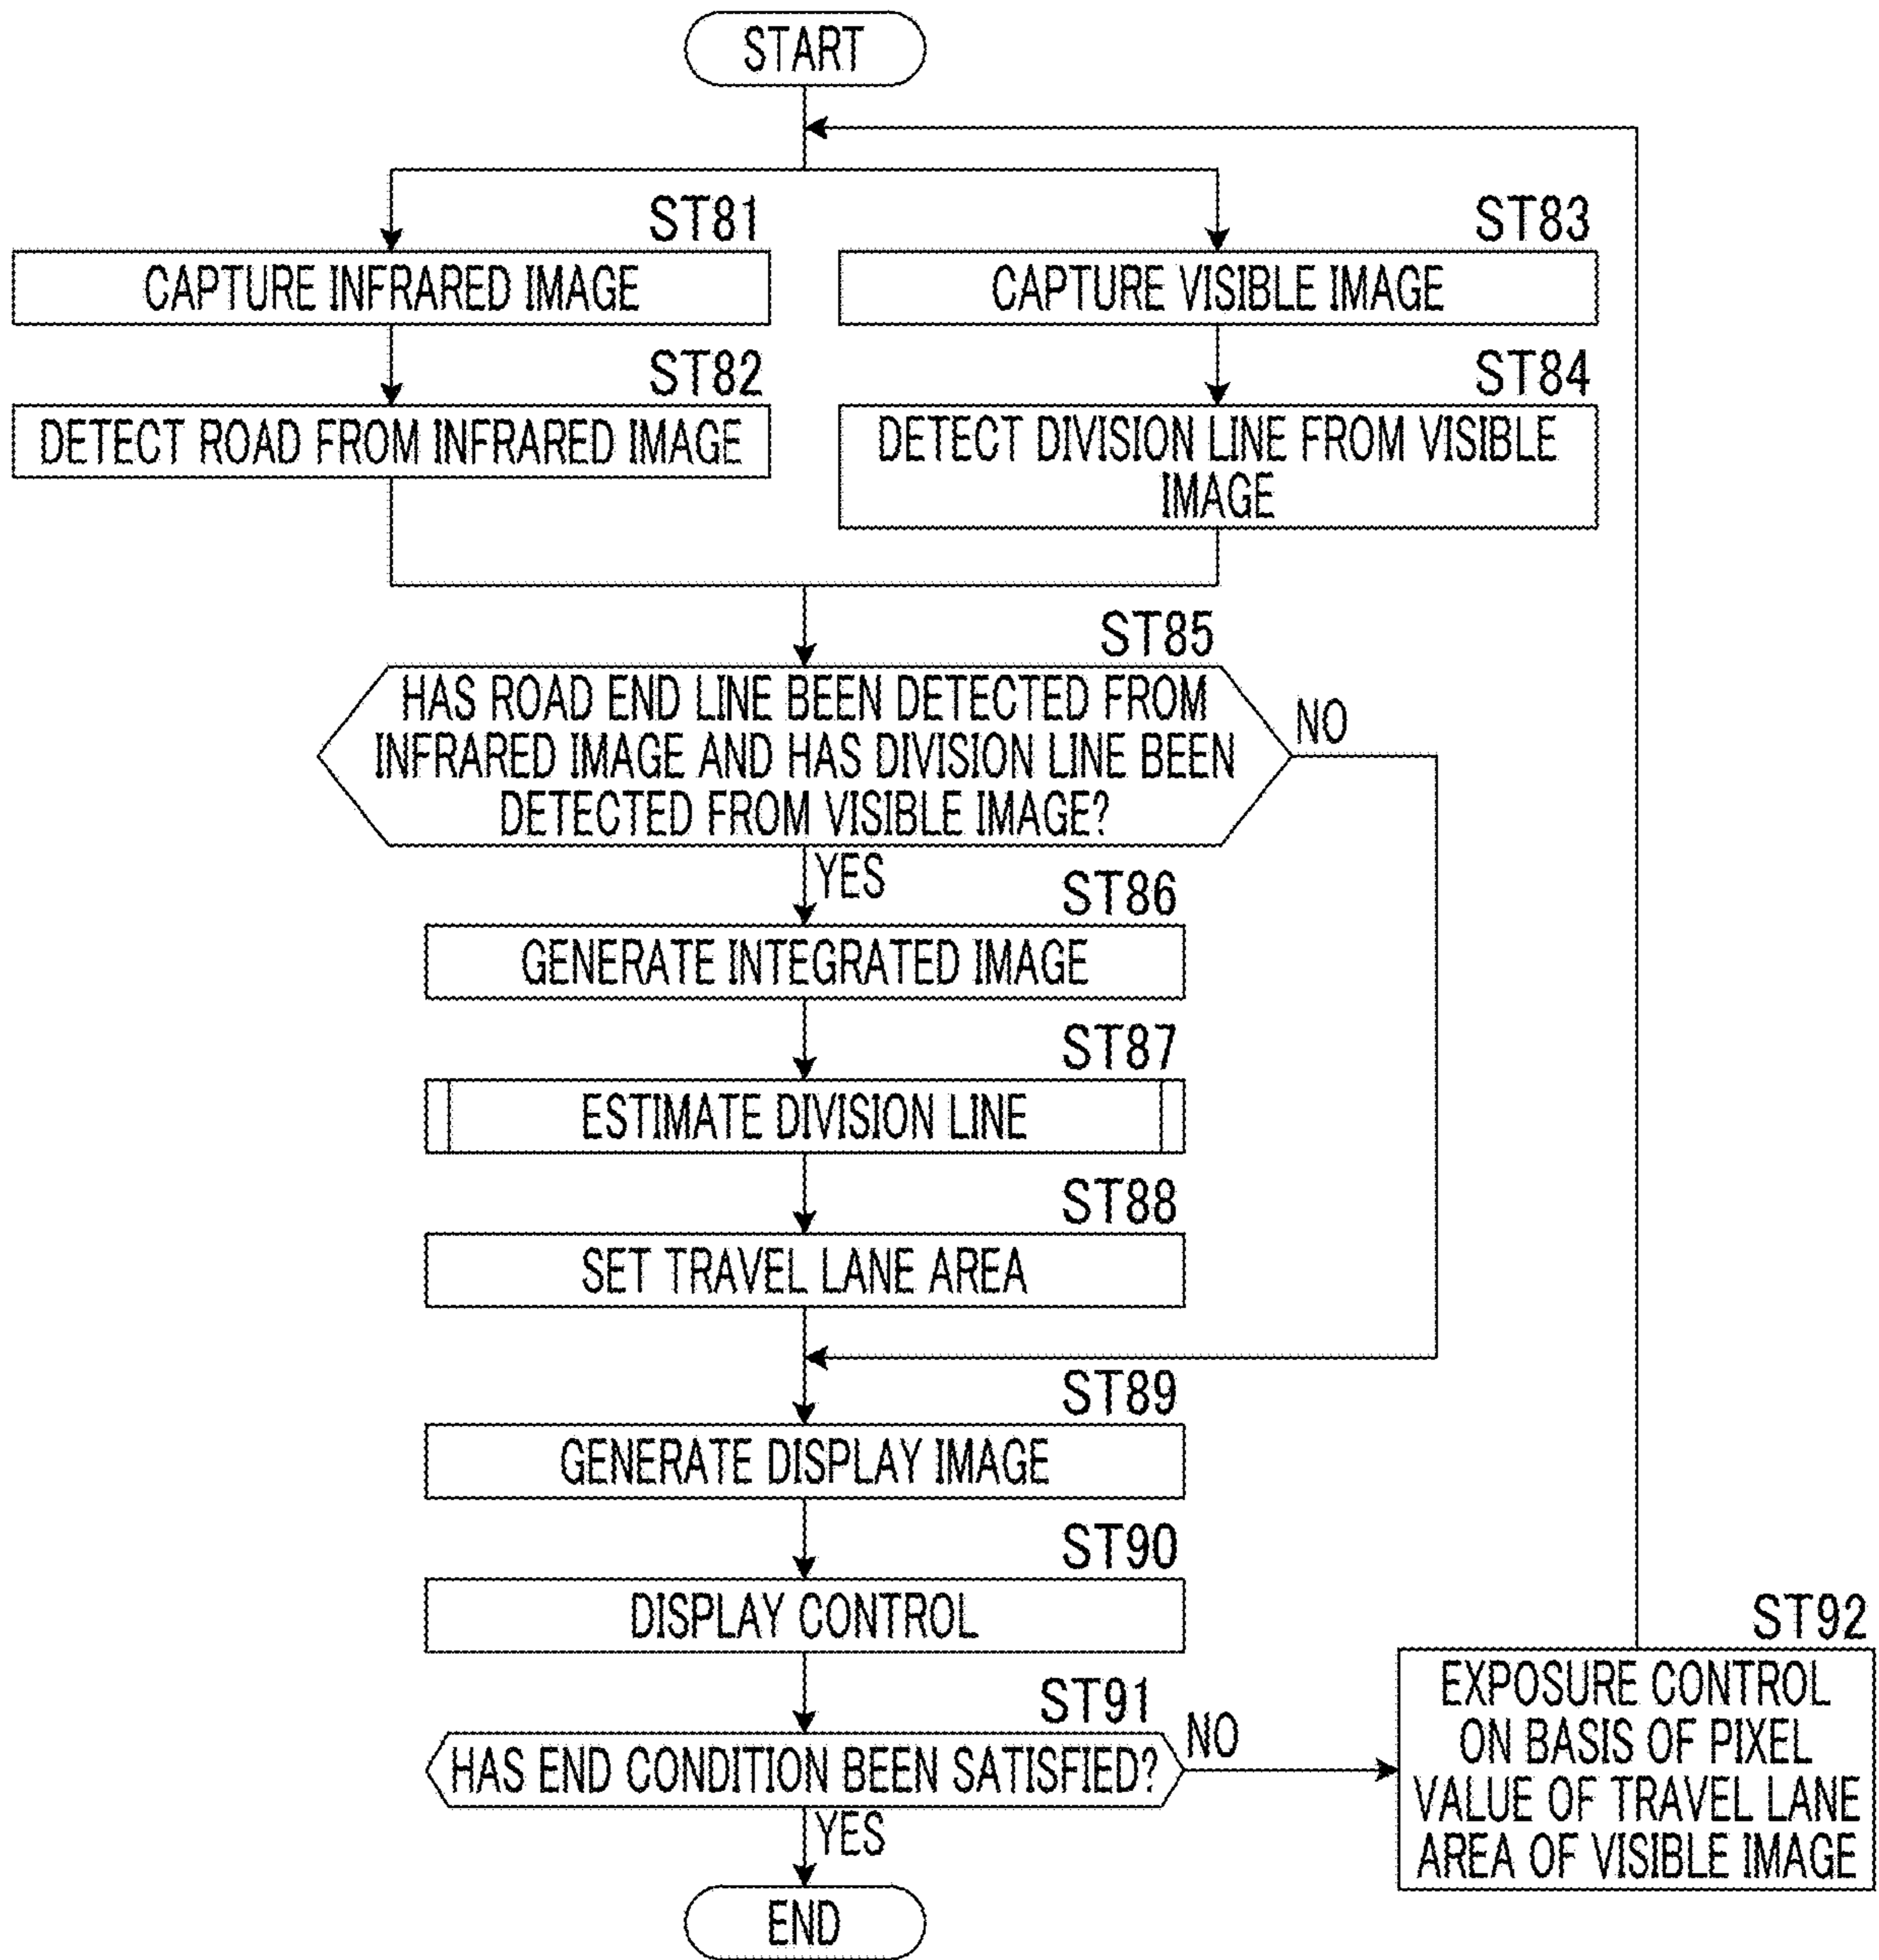 START
ST81
CAPTURE INFRARED IMAGE
ST82
DETECT ROAD FROM INFRARED IMAGE
ST83
CAPTURE VISIBLE IMAGE
ST84
DETECT DIVISION LINE FROM VISIBLE
IMAGE
ST85
HAS ROAD END LINE BEEN DETECTED FROM
INFRARED IMAGE AND HAS DIVISION LINE BEEN
DETECTED FROM VISIBLE IMAGE?
NO
YES
ST86
GENERATE INTEGRATED IMAGE
ST87
ESTIMATE DIVISION LINE
ST88
SET TRAVEL LANE AREA
ST89
GENERATE DISPLAY IMAGE
ST90
DISPLAY CONTROL
ST91
HAS END CONDITION BEEN SATISFIED?
NO
YES
ST92
EXPOSURE CONTROL
ON BASIS OF PIXEL
VALUE OF TRAVEL LANE
AREA OF VISIBLE IMAGE
END